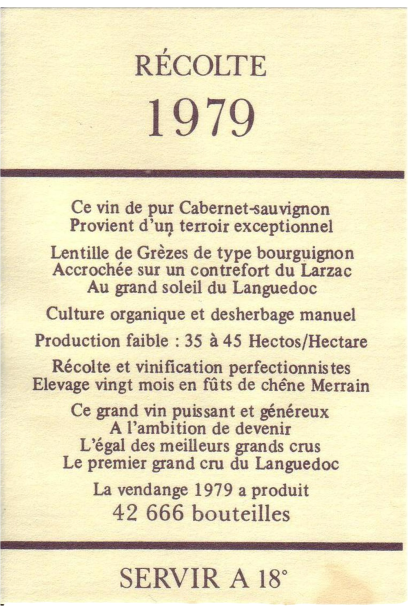 RÉCOLTE
1979
Ce vin de pur Cabernet-sauvignon
Provient d'un terroir exceptionnel
Lentille de Grèzes de type bourguignon
Accrochée sur un contrefort du Larzac
Au grand soleil du Languedoc
Culture organique et desherbage manuel
Production faible : 35 à 45 Hectos/Hectare
Récolte et vinification perfectionnistes
Elevage vingt mois en fûts de chêne Merrain
Ce grand vin puissant et généreux
A l'ambition de devenir
L'égal des meilleurs grands crus
Le premier grand cru du Languedoc
La vendange 1979 a produit
42 666 bouteilles
SERVIR A 18°